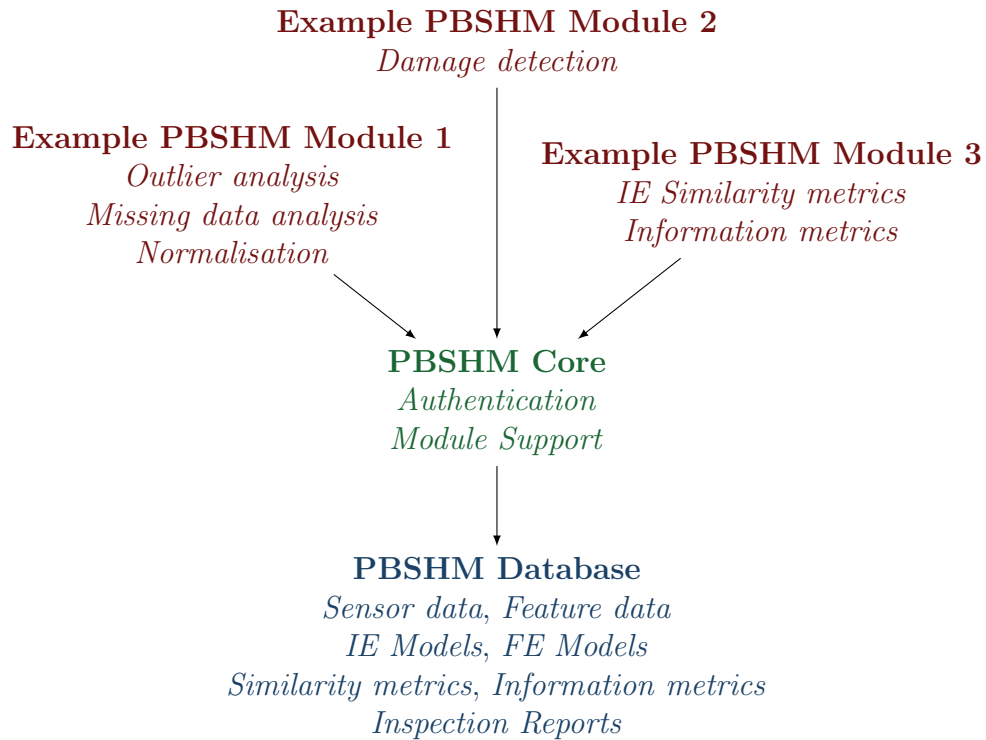 Example PBSHM Module 2
Damage detection
Example PBSHM Module 1
Outlier analysis
Missing data analysis
Normalisation
Example PBSHM Module 3
IE Similarity metrics
Information metrics
PBSHM Core
Authentication
Module Support
PBSHM Database
Sensor data, Feature data
IE Models, FE Models
Similarity metrics, Information metrics
Inspection Reports